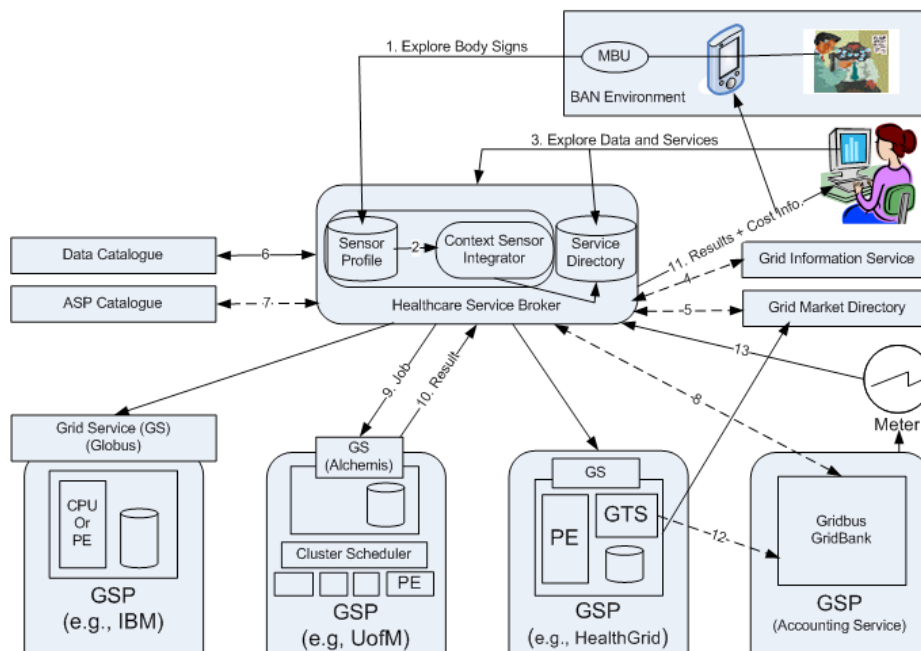 1. Explore Body Signs
MBU
BAN Environment
3. Explore Data and Services
Data Catalogue
6
Sensor
Profile
2
Context Sensor
Integrator
Service
Directory
11. Results + Cost Info.
4
Grid Information Service
ASP Catalogue
7
Healthcare Service Broker
5
Grid Market Directory
9. Job
10. Result
13
8
Meter
Grid Service (GS)
(Globus)
CPU
Or
PE
GSP
(e.g., IBM)
GS
(Alchemis)
Cluster Scheduler
PE
GSP
(e.g, UofM)
GS
PE
GTS
12
GSP
(e.g., HealthGrid)
Gridbus
GridBank
GSP
(Accounting Service)